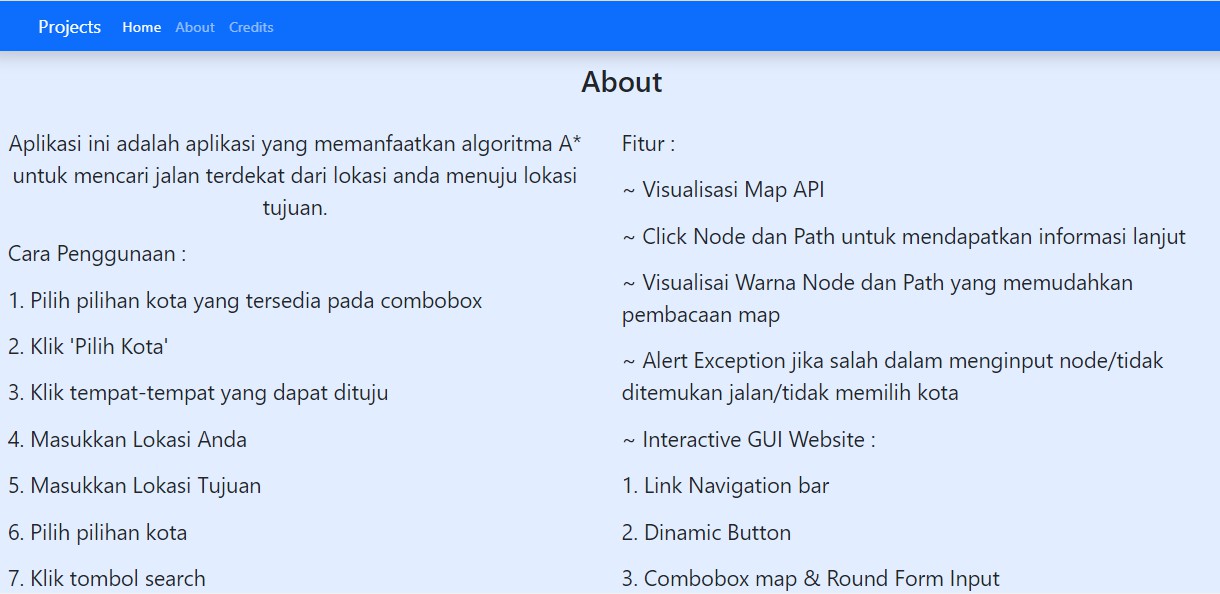 Projects Home About Credits
About
Aplikasi ini adalah aplikasi yang memanfaatkan algoritma A*
untuk mencari jalan terdekat dari lokasi anda menuju lokasi
tujuan.
Cara Penggunaan :
1. Pilih pilihan kota yang tersedia pada combobox
2. Klik 'Pilih Kota'
3. Klik tempat-tempat yang dapat dituju
4. Masukkan Lokasi Anda
5. Masukkan Lokasi Tujuan
6. Pilih pilihan kota
7. Klik tombol search
Fitur :
~ Visualisasi Map API
~ Click Node dan Path untuk mendapatkan informasi lanjut
~ Visualisai Warna Node dan Path yang memudahkan
pembacaan map
~ Alert Exception jika salah dalam menginput node/tidak
ditemukan jalan/tidak memilih kota
~ Interactive GUI Website :
1. Link Navigation bar
2. Dinamic Button
3. Combobox map & Round Form Input